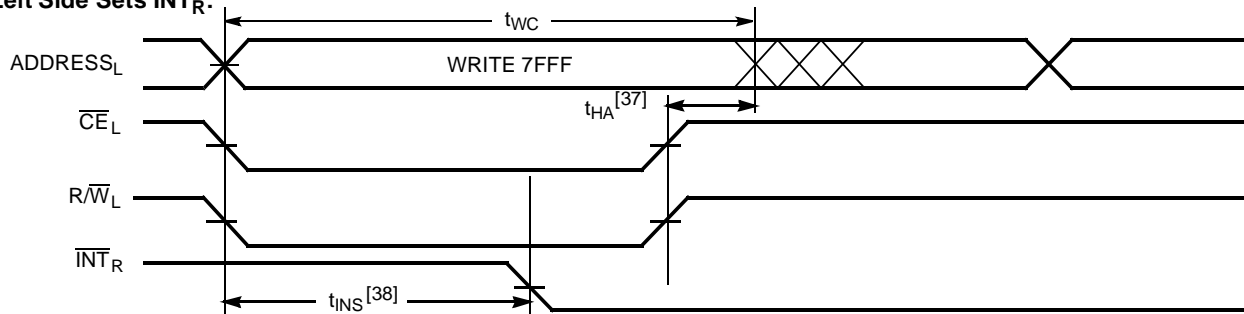 Left Side Sets INTR:
tWC
ADDRESSL
WRITE 7FFF
tHA[37]
CEL
R/WL
INTR
tINS[38]